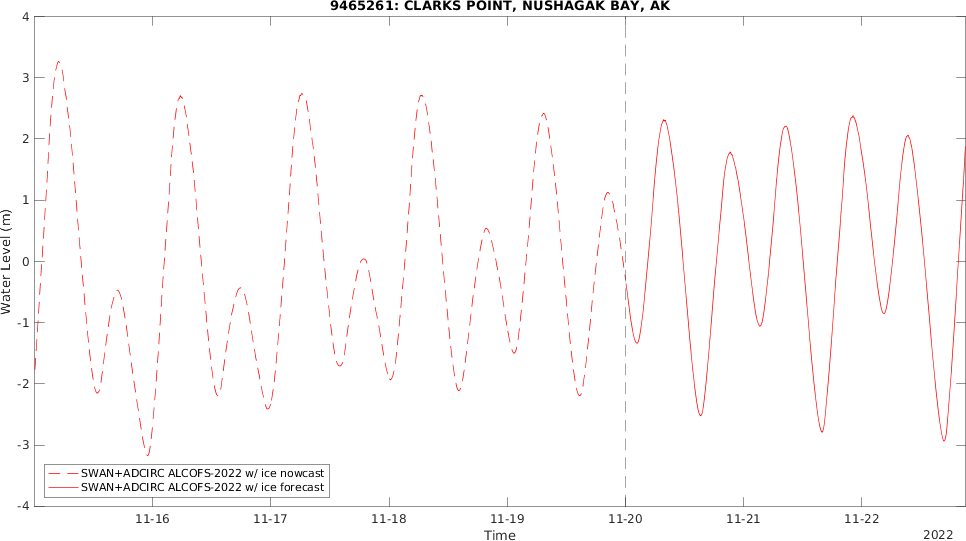 9465261: CLARKS POINT, NUSHAGAK BAY, AK
4
3
2
1
0
-1
-2
-3
-4
Water Level (m)
SWAN+ADCIRC ALCOFS-2022 w/ ice nowcast
SWAN+ADCIRC ALCOFS-2022 w/ ice forecast
11-16 11-17 11-18 11-19 11-20 11-21 11-22
Time
2022